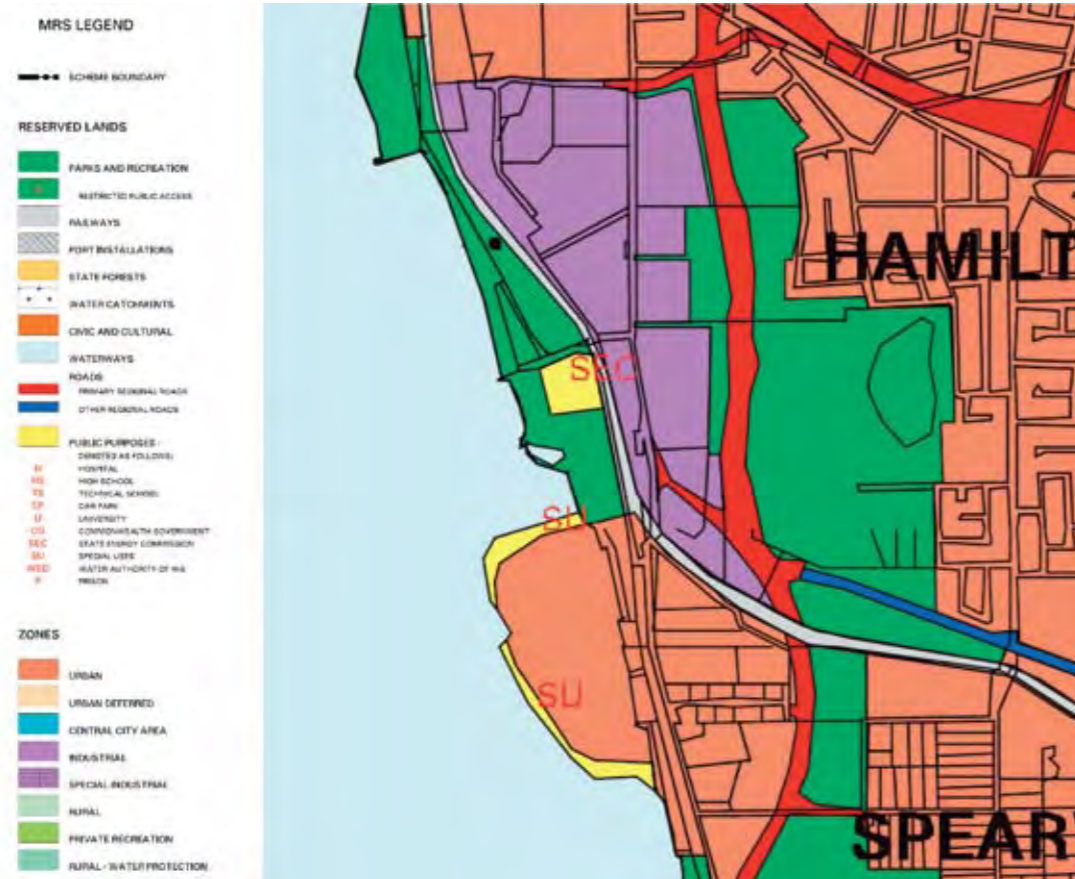 MRS LEGEND
SCHEME BOUNDARY
RESERVED LANDS
PARKS AND RECREATION
R
RESTRICTED PUBLIC ACCESS
RAILWAYS
PORT INSTALLATIONS
STATE FORESTS
WATER CATCHMENTS
CIVIC AND CULTURAL
WATERWAYS
ROADS
PRIMARY REGIONAL ROADS
OTHER REGIONAL ROADS
PUBLIC PURPOSES -
DENOTED AS FOLLOWS:
H HOSPITAL
HS HIGH SCHOOL
TS TECHNICAL SCHOOL
CP CAR PARK
U UNIVERSITY
CG COMMONWEALTH GOVERNMENT
SEC STATE ENERGY COMMISSION
SU SPECIAL USES
WSD WATER AUTHORITY OF WA
P PRISON
ZONES
URBAN
URBAN DEFERRED
CENTRAL CITY AREA
INDUSTRIAL
SPECIAL INDUSTRIAL
RURAL
PRIVATE RECREATION
RURAL - WATER PROTECTION
HAMILT
SEC
SU
SU
SPEAR